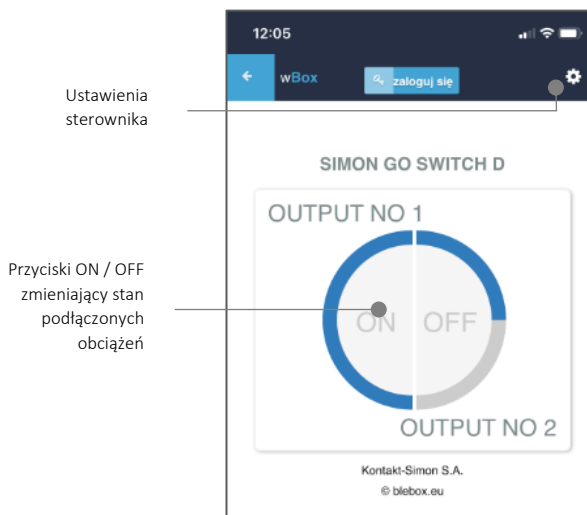 12:05
wBox
zaloguj się
Ustawienia
sterownika
SIMON GO SWITCH D
OUTPUT NO 1
Przyciski ON / OFF
zmieniający stan
podłączonych
obciążeń
ON
OFF
OUTPUT NO 2
Kontakt-Simon S.A.
© blebox.eu